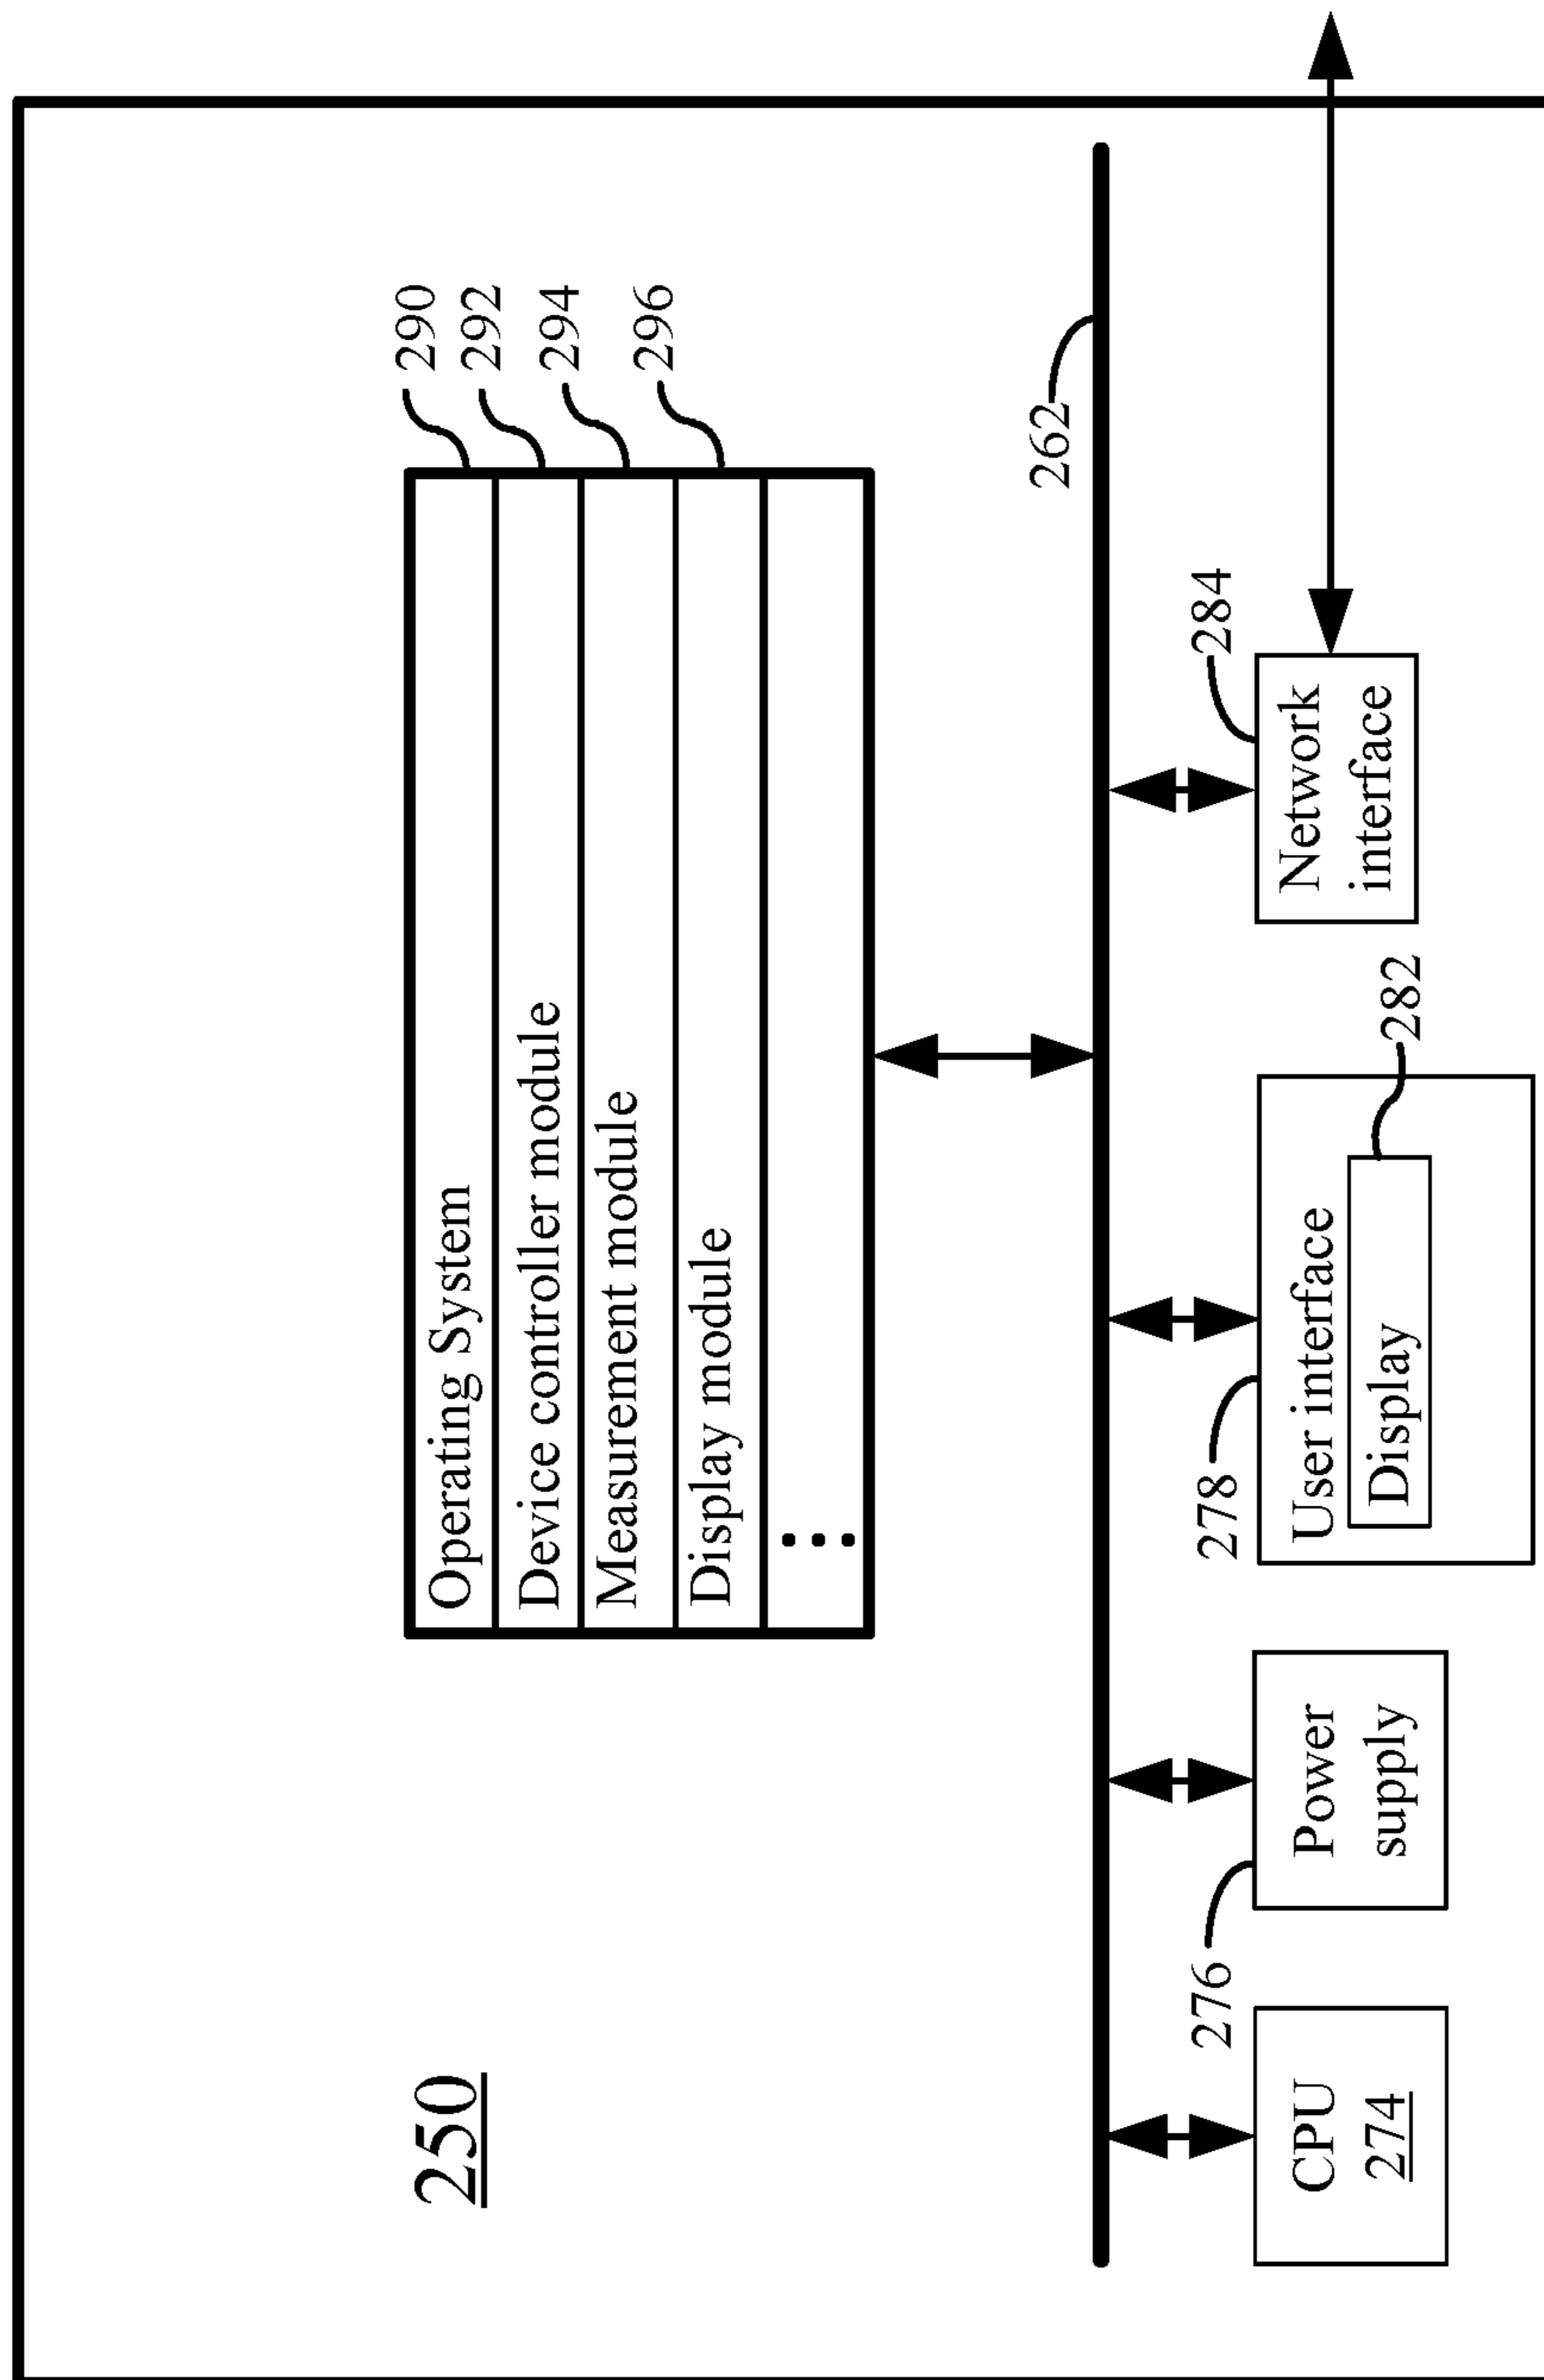 250
Operating System
290
Device controller module
292
Measurement module
294
Display module
296
262
276
278
284
CPU
274
Power
supply
User interface
Display
282
Network
interface